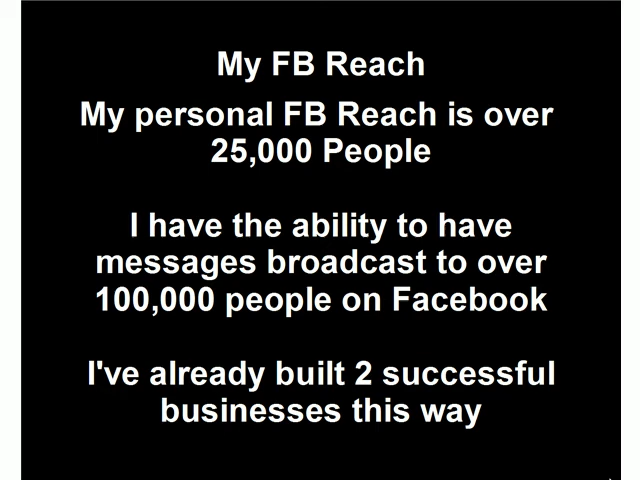 My FB Reach
My personal FB Reach is over
25,000 People
I have the ability to have
messages broadcast to over
100,000 people on Facebook
I've already built 2 successful
businesses this way